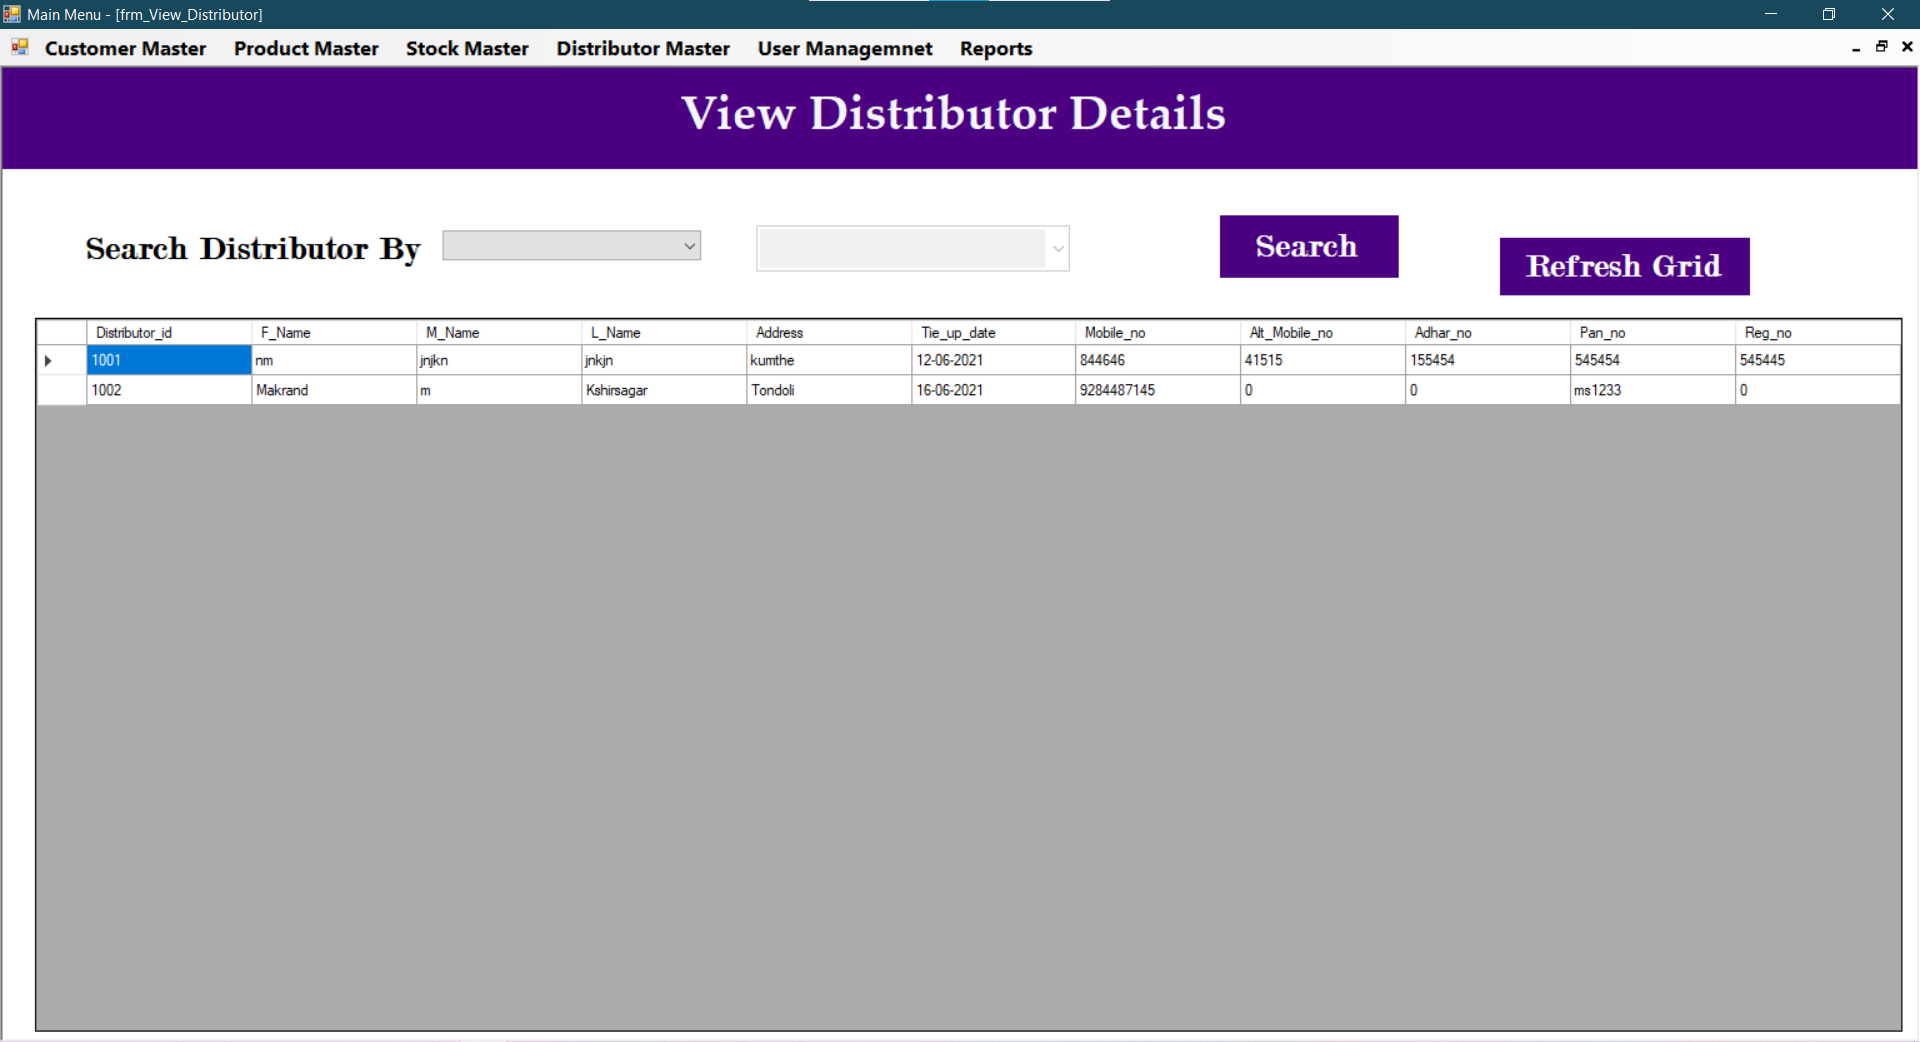 Main Menu - [frm_View_Distributor]
Customer Master Product Master Stock Master Distributor Master User Managemnet Reports
View Distributor Details
Search Distributor By Search
Refresh Grid
Distributor_id F_Name M_Name L_Name Address Tie_up_date Mobile_no Alt_Mobile_no Adhar_no Pan_no Reg_no
1001 nm jnjkn jnkjn kumthe 12-06-2021 844646 41515 155454 545454 545445
1002 Makrand m Kshirsagar Tondoli 16-06-2021 9284487145 0 0 ms1233 0